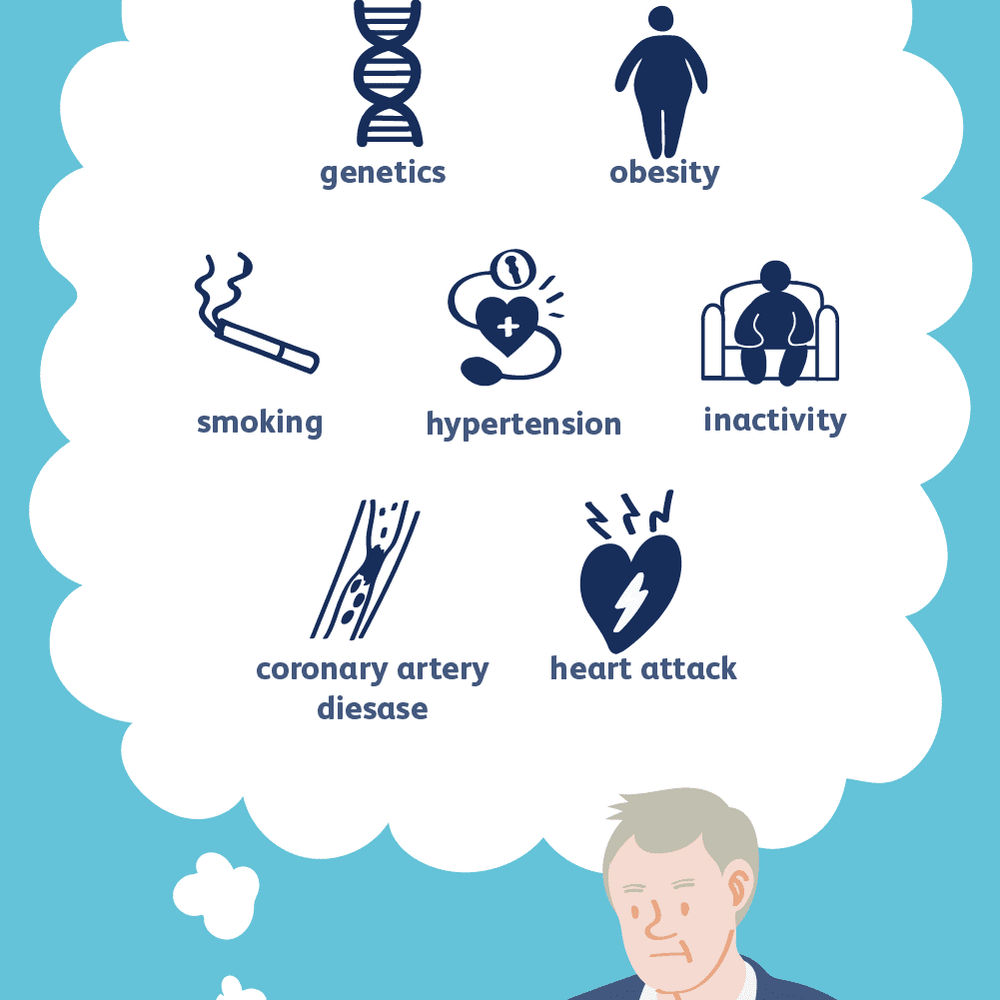 genetics
obesity
smoking
hypertension
inactivity
coronary artery
diesase
heart attack